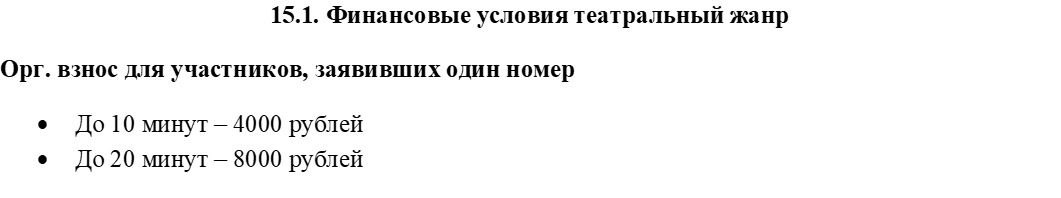 15.1. Финансовые условия театральный жанр
Орг. взнос для участников, заявивших один номер
• До 10 минут – 4000 рублей
• До 20 минут – 8000 рублей